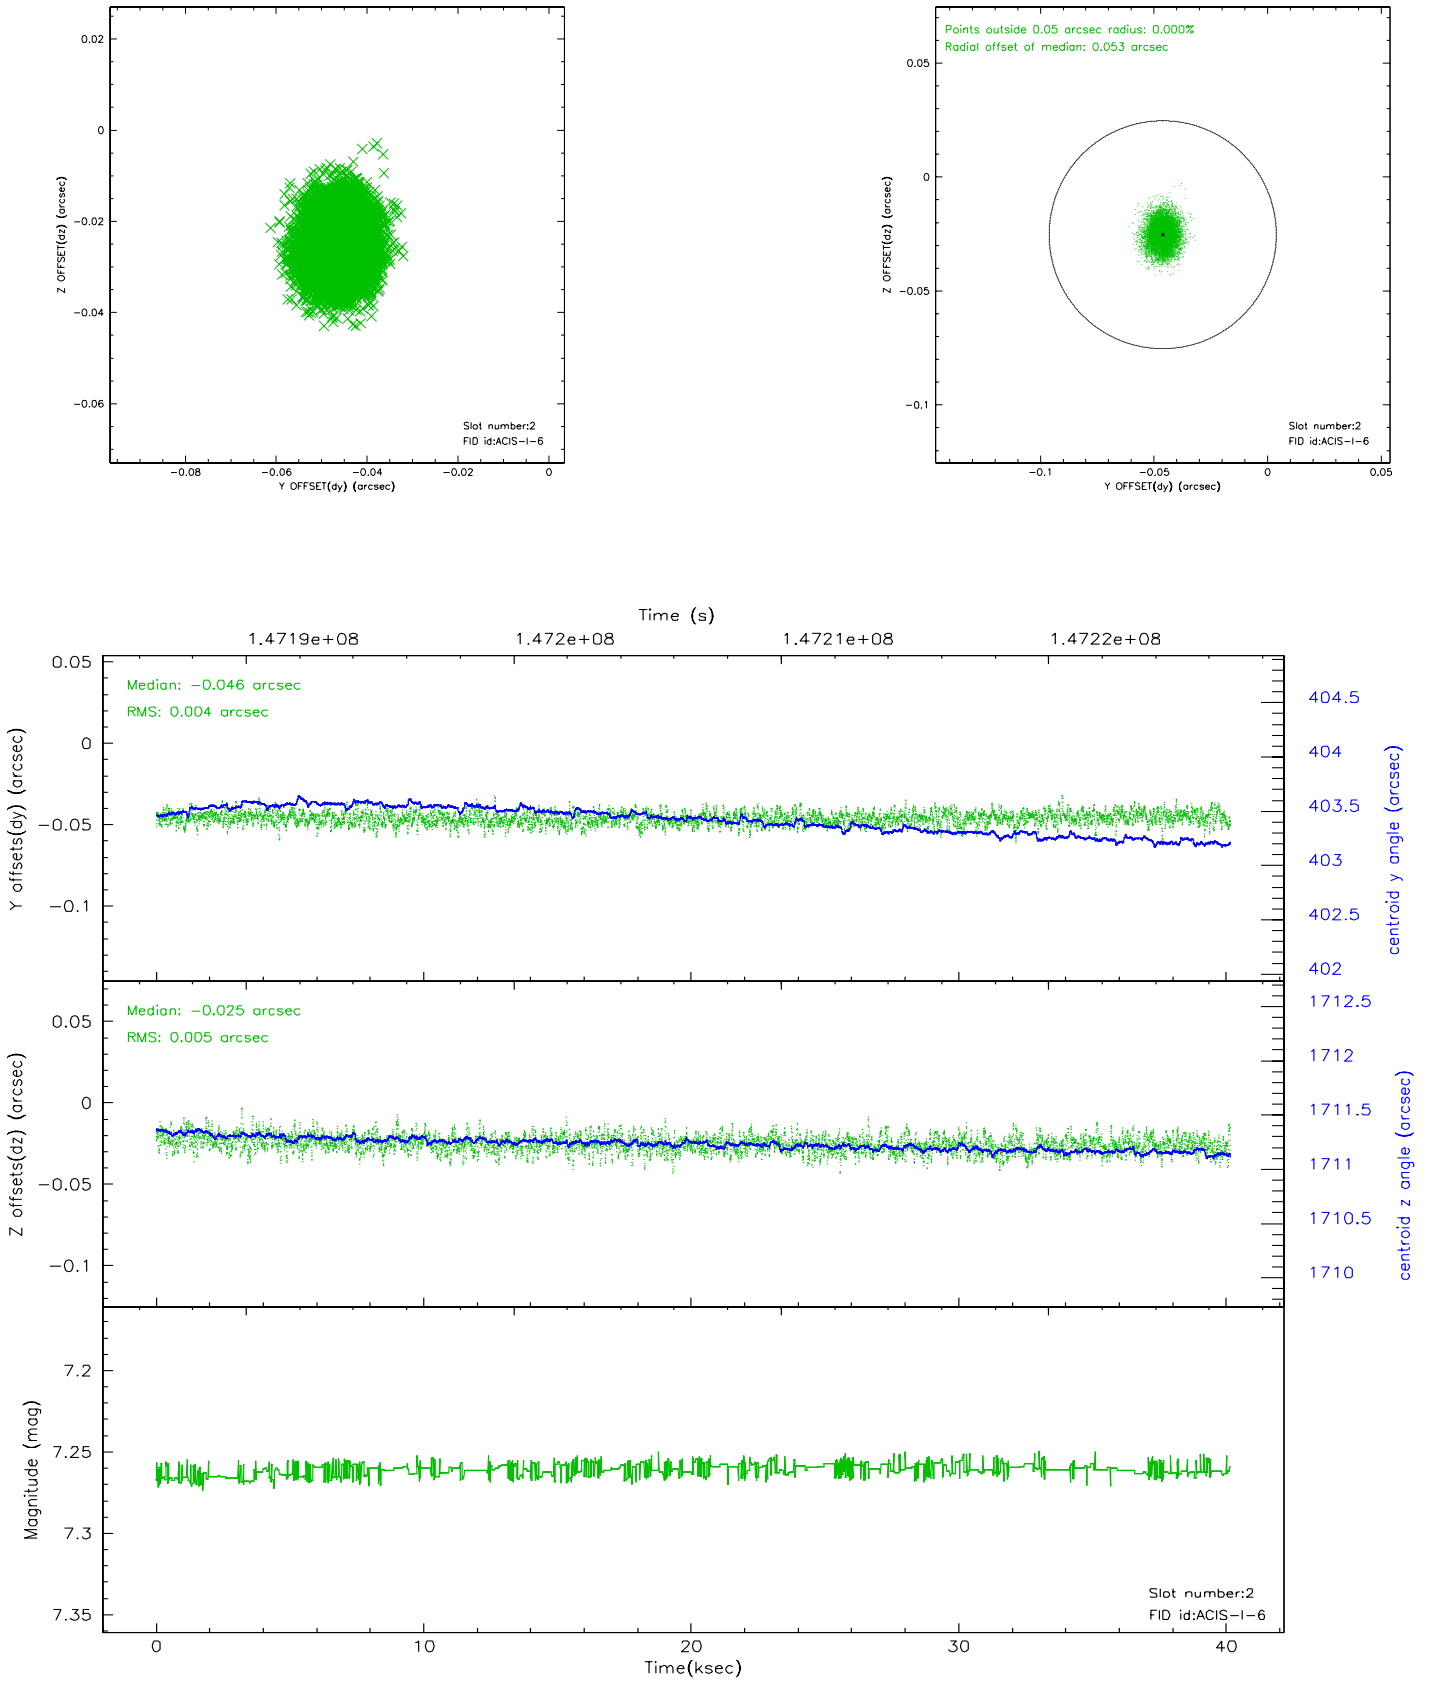 0.02
0
-0.02
-0.04
-0.06
Z OFFSET(dz) (arcsec)
Slot number:2
FID id:ACIS-I-6
-0.08
-0.06
-0.04
-0.02
0
Y OFFSET(dy) (arcsec)
Points outside 0.05 arcsec radius: 0.000%
Radial offset of median: 0.053 arcsec
0.05
0
-0.05
-0.1
Z OFFSET(dz) (arcsec)
Slot number:2
FID id:ACIS-I-6
-0.1
-0.05
0
0.05
Y OFFSET(dy) (arcsec)
Time (s)
1.4719e+08
1.472e+08
1.4721e+08
1.4722e+08
0.05
0
-0.05
-0.1
Y offsets(dy) (arcsec)
Median: -0.046 arcsec
RMS: 0.004 arcsec
404.5
404
403.5
403
402.5
402
centroid y angle (arcsec)
0.05
0
-0.05
-0.1
Z offsets(dz) (arcsec)
Median: -0.025 arcsec
RMS: 0.005 arcsec
1712.5
1712
1711.5
1711
1710.5
1710
centroid z angle (arcsec)
7.2
7.25
7.3
7.35
Magnitude (mag)
Slot number:2
FID id:ACIS-I-6
0
10
20
30
40
Time(ksec)